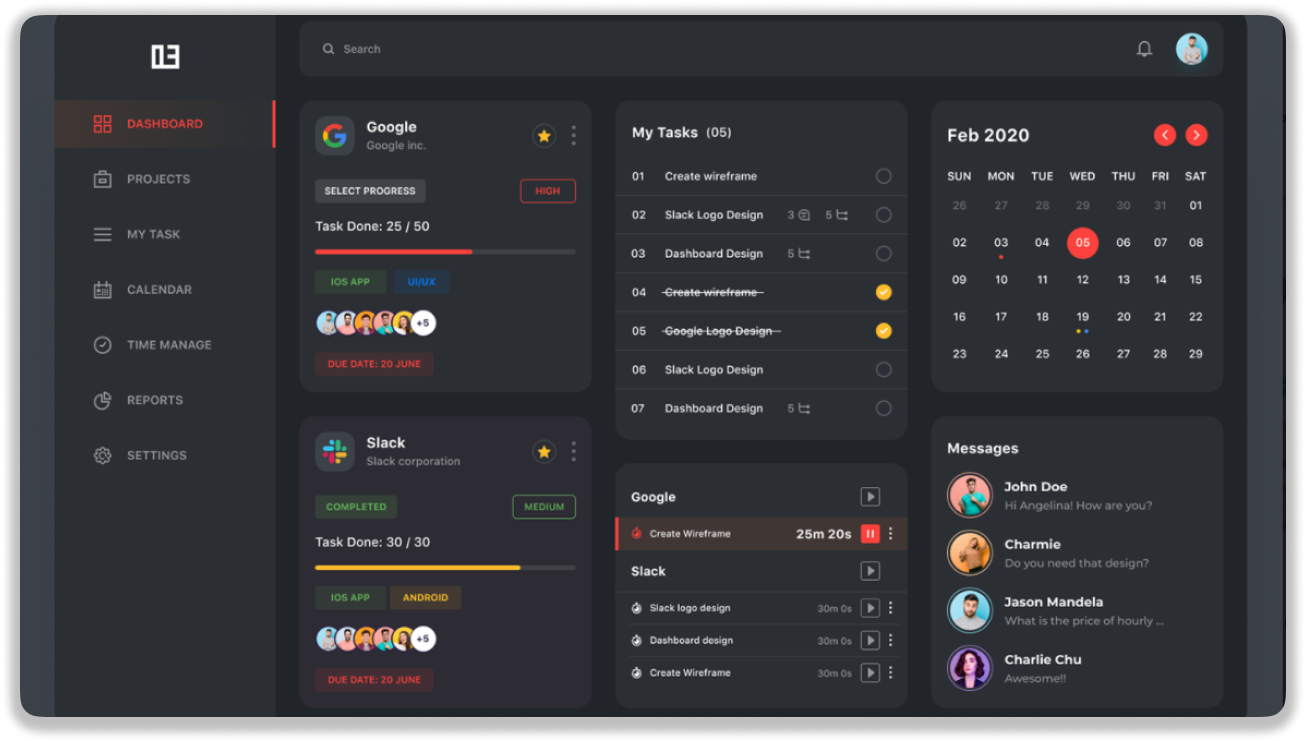 03
DASHBOARD
PROJECTS
MY TASK
CALENDAR
TIME MANAGE
REPORTS
SETTINGS
Search
Google
Google inc.
SELECT PROGRESS HIGH
Task Done: 25 / 50
IOS APP UI/UX
+5
DUE DATE: 20 JUNE
Slack
Slack corporation
COMPLETED MEDIUM
Task Done: 30 / 30
IOS APP ANDROID
+5
DUE DATE: 20 JUNE
My Tasks (05)
01 Create wireframe
02 Slack Logo Design 3 5
03 Dashboard Design 5
04 Create wireframe
05 Google Logo Design
06 Slack Logo Design
07 Dashboard Design 5
Google
Create Wireframe 25m 20s
Slack
Slack logo design 30m 0s
Dashboard design 30m 0s
Create Wireframe 30m 0s
Feb 2020
SUN MON TUE WED THU FRI SAT
26 27 28 29 30 31 01
02 03 04 05 06 07 08
09 10 11 12 13 14 15
16 17 18 19 20 21 22
23 24 25 26 27 28 29
Messages
John Doe
Hi Angelina! How are you?
Charmie
Do you need that design?
Jason Mandela
What is the price of hourly ...
Charlie Chu
Awesome!!